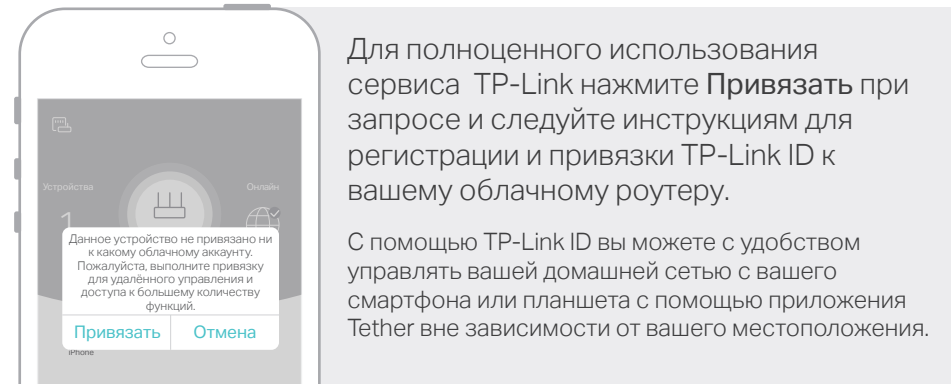 Устройства
Онлайн
1
Данное устройство не привязано ни
к какому облачному аккаунту.
Пожалуйста, выполните привязку
для удалённого управления и
доступа к большему количеству
функций.
Привязать Отмена
iPhone
Для полноценного использования
сервиса TP-Link нажмите Привязать при
запросе и следуйте инструкциям для
регистрации и привязки TP-Link ID к
вашему облачному роутеру.
С помощью TP-Link ID вы можете с удобством
управлять вашей домашней сетью с вашего
смартфона или планшета с помощью приложения
Tether вне зависимости от вашего местоположения.